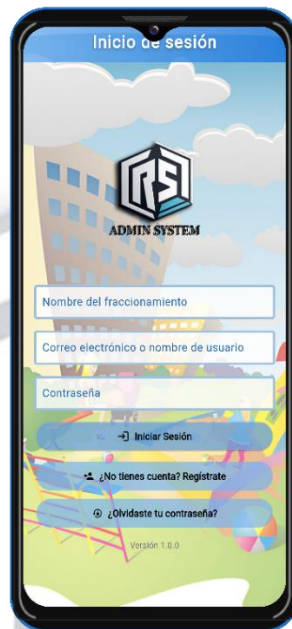 Inicio de sesión
RSI
ADMIN SYSTEM
Nombre del fraccionamiento
Correo electrónico o nombre de usuario
Contraseña
Iniciar Sesión
¿No tienes cuenta? Regístrate
¿Olvidaste tu contraseña?
Versión 1.0.0